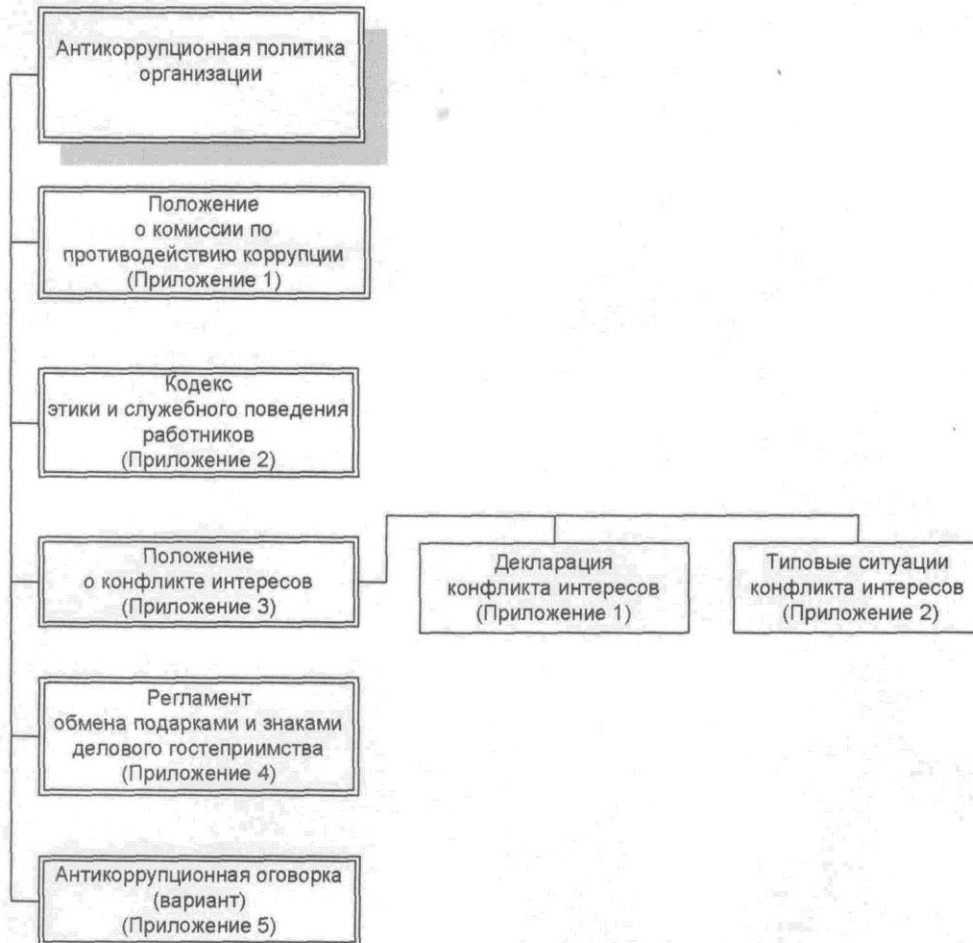 Антикоррупционная политика
организации
Положение
о комиссии по
противодействию коррупции
(Приложение 1)
Кодекс
этики и служебного поведения
работников
(Приложение 2)
Положение
о конфликте интересов
(Приложение 3)
Декларация
конфликта интересов
(Приложение 1)
Типовые ситуации
конфликта интересов
(Приложение 2)
Регламент
обмена подарками и знаками
делового гостеприимства
(Приложение 4)
Антикоррупционная оговорка
(вариант)
(Приложение 5)